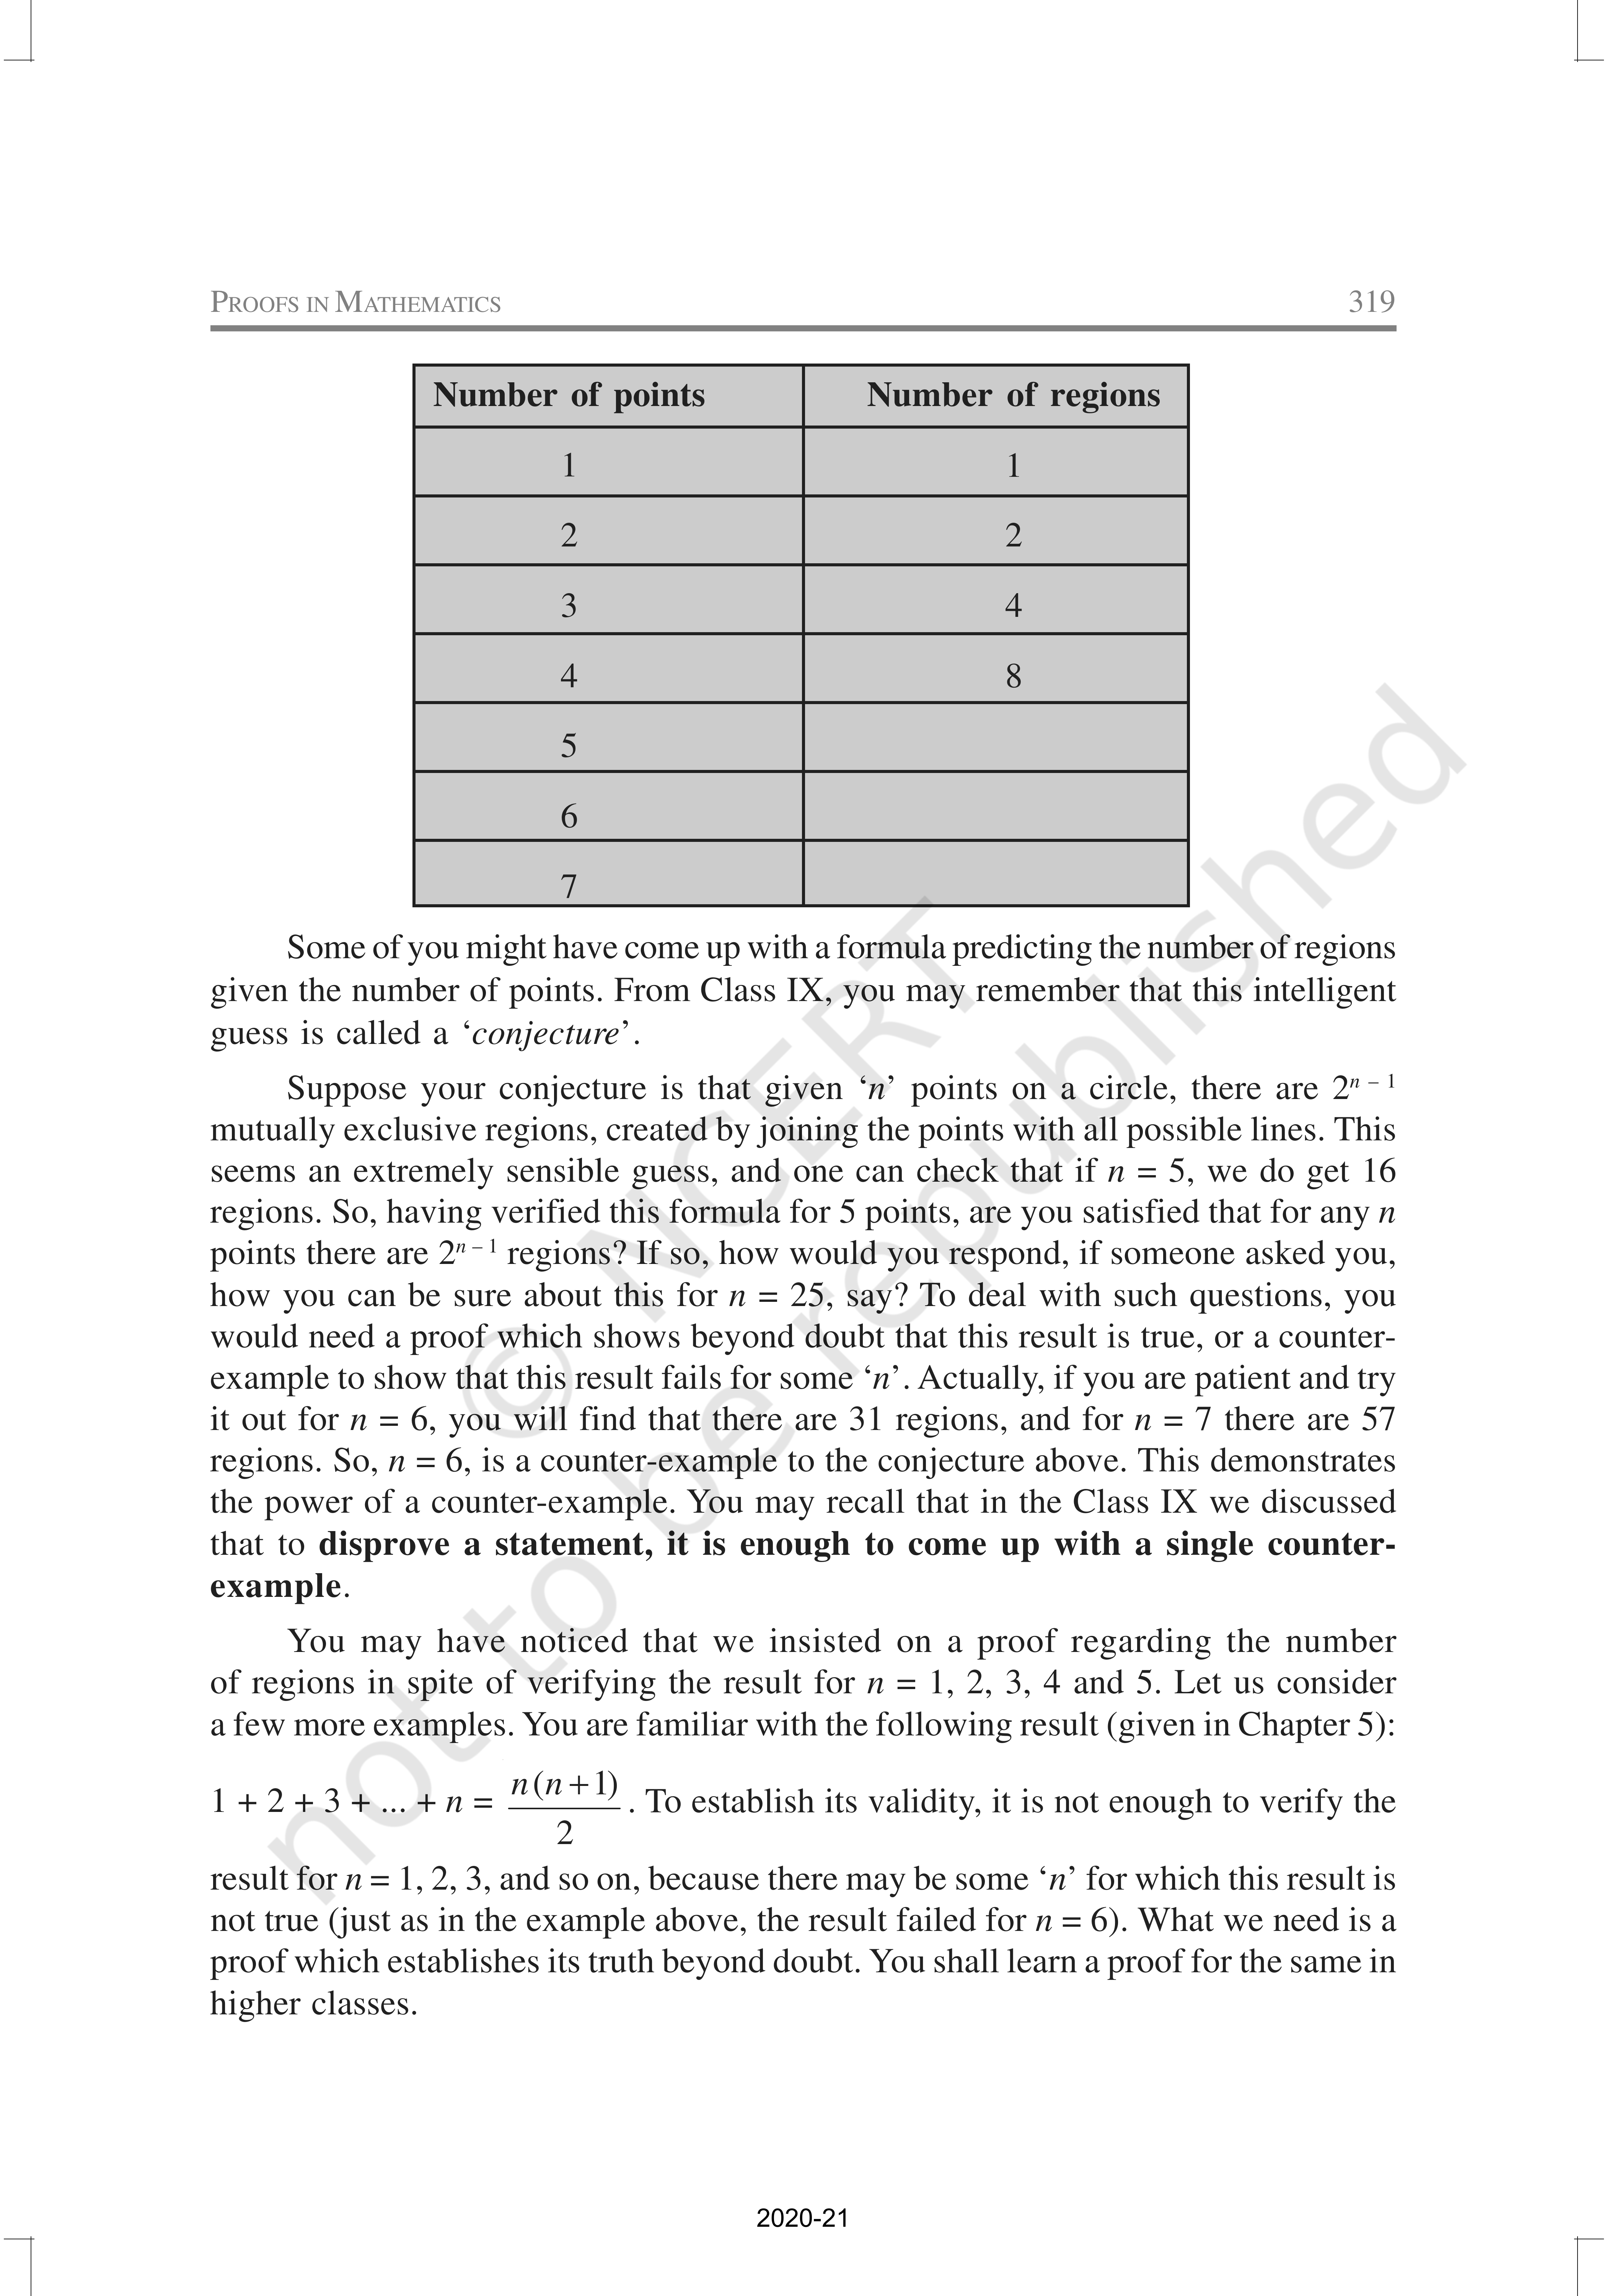 PROOFS IN MATHEMATICS 319
Number of points Number of regions
1 1
2 2
3 4
4 8
5
6
7
Some of you might have come up with a formula predicting the number of regions
given the number of points. From Class IX, you may remember that this intelligent
guess is called a ‘conjecture’.
Suppose your conjecture is that given ‘n’ points on a circle, there are 2ⁿ ⁻ ¹
mutually exclusive regions, created by joining the points with all possible lines. This
seems an extremely sensible guess, and one can check that if n = 5, we do get 16
regions. So, having verified this formula for 5 points, are you satisfied that for any n
points there are 2ⁿ ⁻ ¹ regions? If so, how would you respond, if someone asked you,
how you can be sure about this for n = 25, say? To deal with such questions, you
would need a proof which shows beyond doubt that this result is true, or a counter-
example to show that this result fails for some ‘n’. Actually, if you are patient and try
it out for n = 6, you will find that there are 31 regions, and for n = 7 there are 57
regions. So, n = 6, is a counter-example to the conjecture above. This demonstrates
the power of a counter-example. You may recall that in the Class IX we discussed
that to disprove a statement, it is enough to come up with a single counter-
example.
You may have noticed that we insisted on a proof regarding the number
of regions in spite of verifying the result for n = 1, 2, 3, 4 and 5. Let us consider
a few more examples. You are familiar with the following result (given in Chapter 5):
1 + 2 + 3 + ... + n = n(n+1)/2. To establish its validity, it is not enough to verify the
result for n = 1, 2, 3, and so on, because there may be some ‘n’ for which this result is
not true (just as in the example above, the result failed for n = 6). What we need is a
proof which establishes its truth beyond doubt. You shall learn a proof for the same in
higher classes.
© NCERT
not to be republished
2020-21